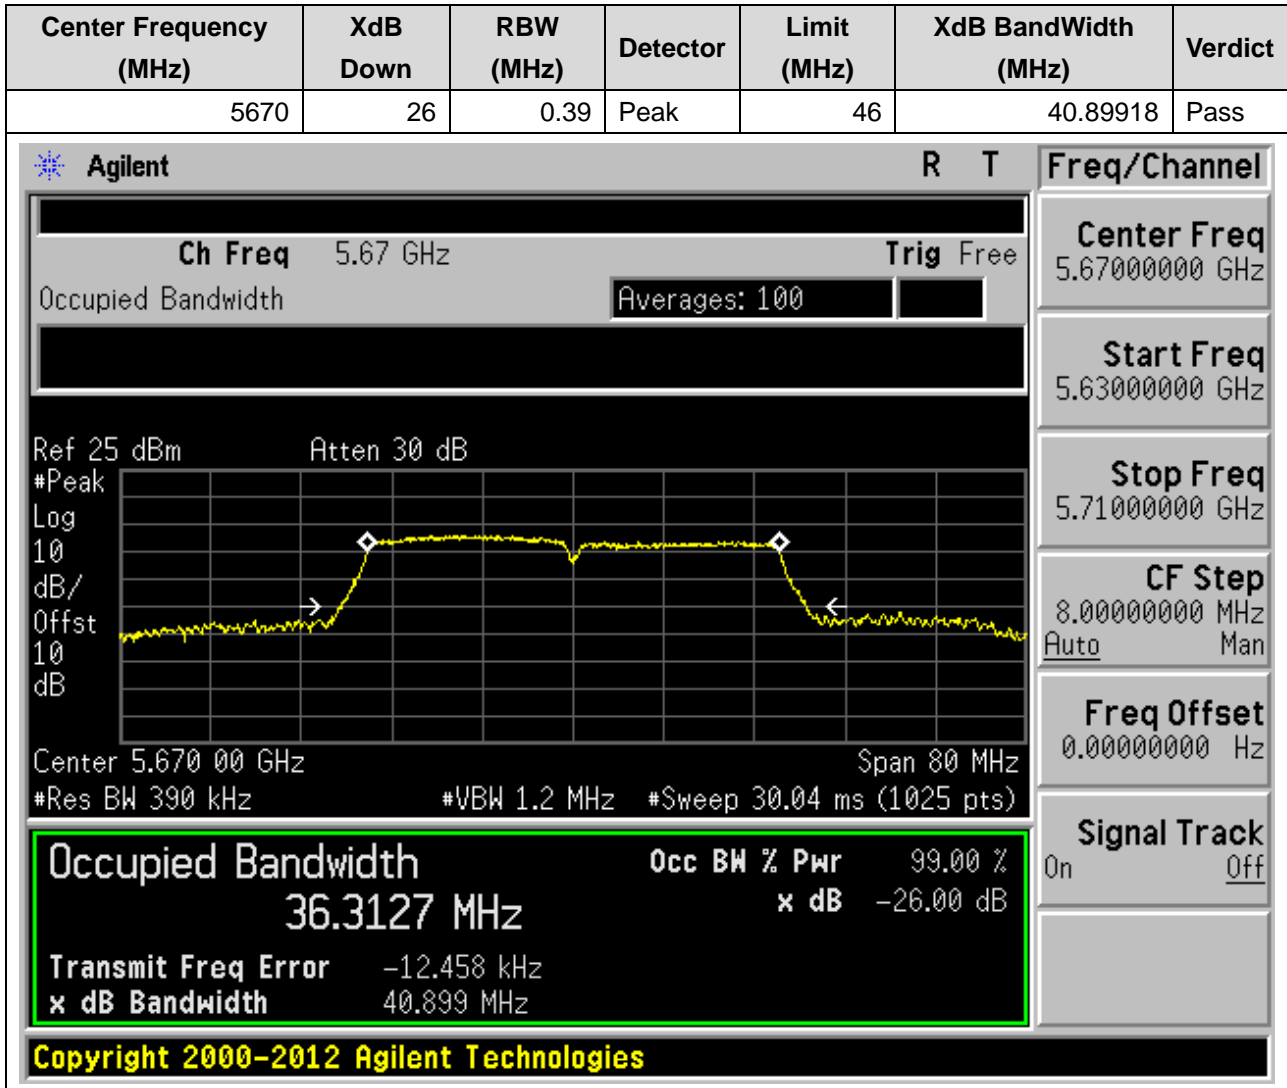 Center Frequency (MHz) XdB Down RBW (MHz) Detector Limit (MHz) XdB BandWidth (MHz) Verdict
5670 26 0.39 Peak 46 40.89918 Pass
Agilent R T
Ch Freq 5.67 GHz Trig Free
Occupied Bandwidth Averages: 100
Ref 25 dBm Atten 30 dB
#Peak
Log
10
dB/
Offst
10
dB
Center 5.670 00 GHz Span 80 MHz
#Res BW 390 kHz #VBW 1.2 MHz #Sweep 30.04 ms (1025 pts)
Occupied Bandwidth Occ BW % Pwr 99.00 %
36.3127 MHz x dB -26.00 dB
Transmit Freq Error -12.458 kHz
x dB Bandwidth 40.899 MHz
Copyright 2000-2012 Agilent Technologies
Freq/Channel
Center Freq
5.67000000 GHz
Start Freq
5.63000000 GHz
Stop Freq
5.71000000 GHz
CF Step
8.00000000 MHz
Auto Man
Freq Offset
0.00000000 Hz
Signal Track
On Off